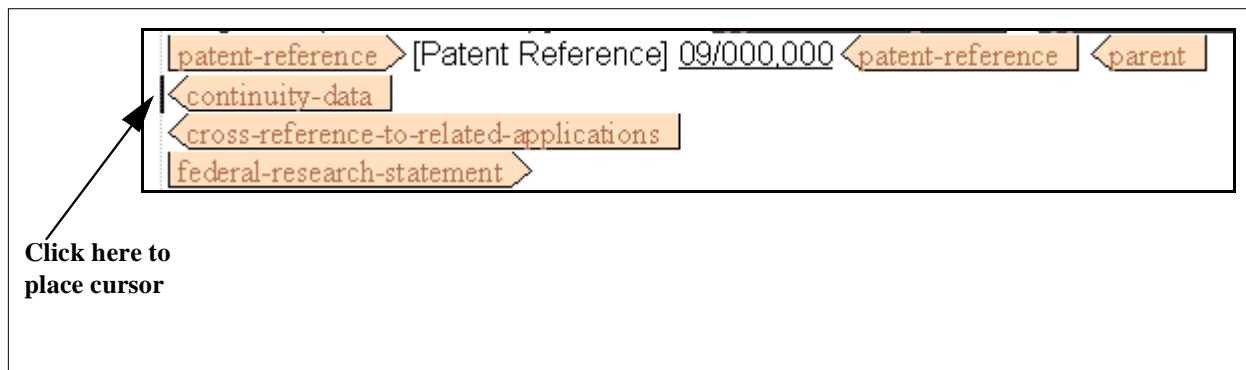 patent-reference [Patent Reference] 09/000,000 patent-reference parent
continuity-data
cross-reference-to-related-applications
federal-research-statement
Click here to
place cursor